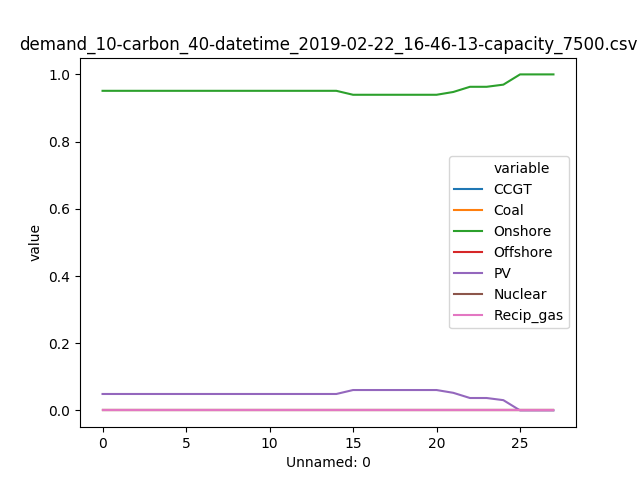 demand_10-carbon_40-datetime_2019-02-22_16-46-13-capacity_7500.csv
1.0
0.8
0.6
0.4
0.2
0.0
value
variable
CCGT
Coal
Onshore
Offshore
PV
Nuclear
Recip_gas
0 5 10 15 20 25
Unnamed: 0